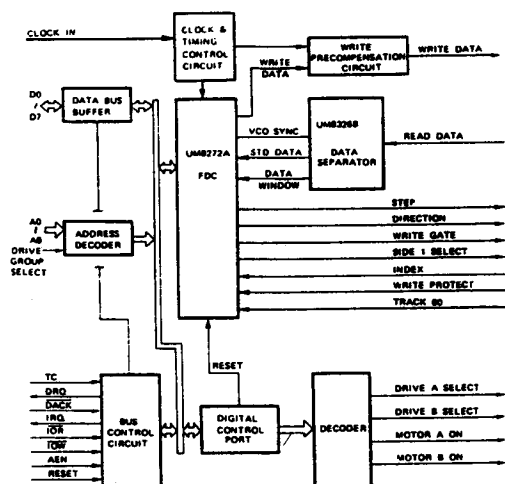 CLOCK IN
CLOCK &
TIMING
CONTROL
CIRCUIT
WRITE
PRECOMPENSATION
CIRCUIT
WRITE DATA
WRITE
DATA
D0
/
D7
DATA BUS
BUFFER
UM8272A
FDC
VCO SYNC
STD DATA
DATA
WINDOW
UM8326B
DATA
SEPARATOR
READ DATA
A0
/
A8
DRIVE
GROUP
SELECT
ADDRESS
DECODER
STEP
DIRECTION
WRITE GATE
SIDE 1 SELECT
INDEX
WRITE PROTECT
TRACK 00
RESET
TC
DRQ
DACK
IRQ
IOR
IOW
AEN
RESET
BUS
CONTROL
CIRCUIT
DIGITAL
CONTROL
PORT
DECODER
DRIVE A SELECT
DRIVE B SELECT
MOTOR A ON
MOTOR B ON